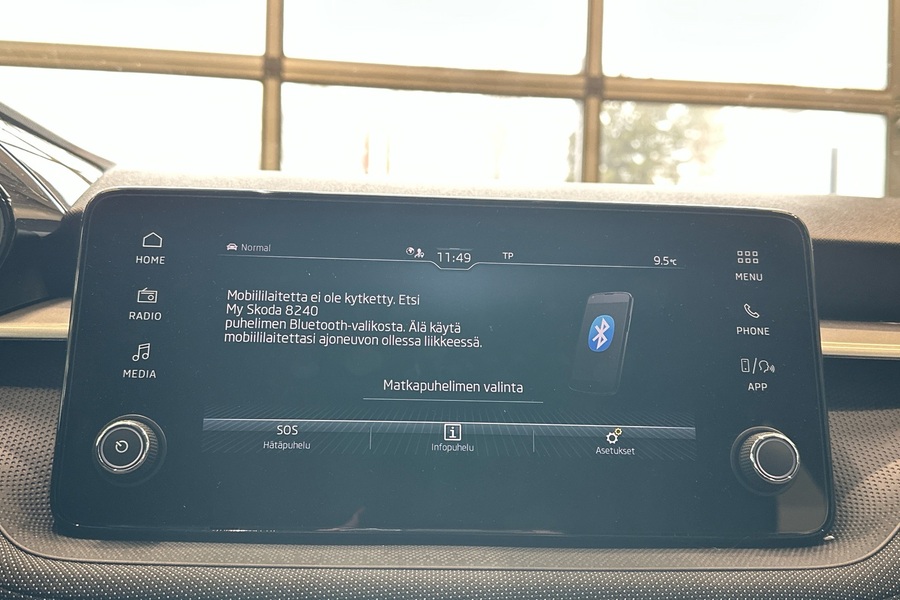 Normal
11:49
TP
9.5°C
HOME
RADIO
MEDIA
Mobiililaitetta ei ole kytketty. Etsi
My Skoda 8240
puhelimen Bluetooth-valikosta. Älä käytä
mobiililaitettasi ajoneuvon ollessa liikkeessä.
Matkapuhelimen valinta
SOS
Hätäpuhelu
Infopuhelu
Asetukset
MENU
PHONE
APP